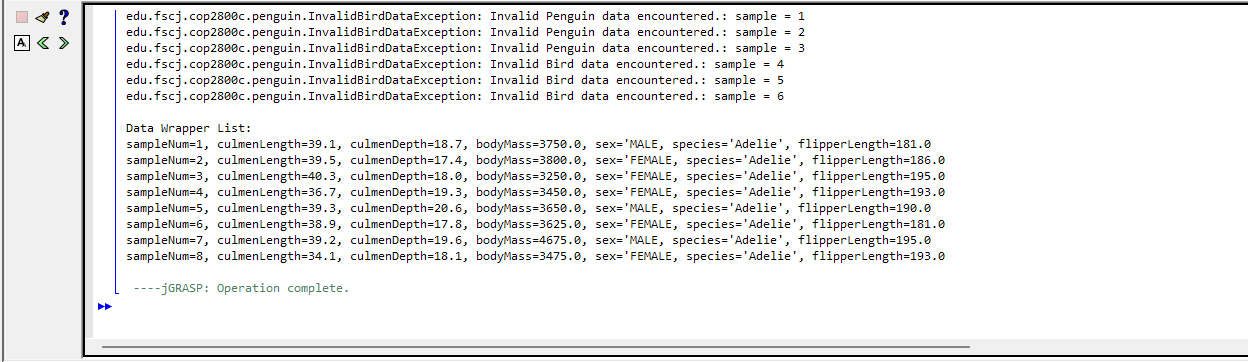 edu.fscj.cop2800c.penguin.InvalidBirdDataException: Invalid Penguin data encountered.: sample = 1
edu.fscj.cop2800c.penguin.InvalidBirdDataException: Invalid Penguin data encountered.: sample = 2
edu.fscj.cop2800c.penguin.InvalidBirdDataException: Invalid Penguin data encountered.: sample = 3
edu.fscj.cop2800c.penguin.InvalidBirdDataException: Invalid Bird data encountered.: sample = 4
edu.fscj.cop2800c.penguin.InvalidBirdDataException: Invalid Bird data encountered.: sample = 5
edu.fscj.cop2800c.penguin.InvalidBirdDataException: Invalid Bird data encountered.: sample = 6
Data Wrapper List:
sampleNum=1, culmenLength=39.1, culmenDepth=18.7, bodyMass=3750.0, sex='MALE, species='Adelie', flipperLength=181.0
sampleNum=2, culmenLength=39.5, culmenDepth=17.4, bodyMass=3800.0, sex='FEMALE, species='Adelie', flipperLength=186.0
sampleNum=3, culmenLength=40.3, culmenDepth=18.0, bodyMass=3250.0, sex='FEMALE, species='Adelie', flipperLength=195.0
sampleNum=4, culmenLength=36.7, culmenDepth=19.3, bodyMass=3450.0, sex='FEMALE, species='Adelie', flipperLength=193.0
sampleNum=5, culmenLength=39.3, culmenDepth=20.6, bodyMass=3650.0, sex='MALE, species='Adelie', flipperLength=190.0
sampleNum=6, culmenLength=38.9, culmenDepth=17.8, bodyMass=3625.0, sex='FEMALE, species='Adelie', flipperLength=181.0
sampleNum=7, culmenLength=39.2, culmenDepth=19.6, bodyMass=4675.0, sex='MALE, species='Adelie', flipperLength=195.0
sampleNum=8, culmenLength=34.1, culmenDepth=18.1, bodyMass=3475.0, sex='FEMALE, species='Adelie', flipperLength=193.0
----jGRASP: Operation complete.